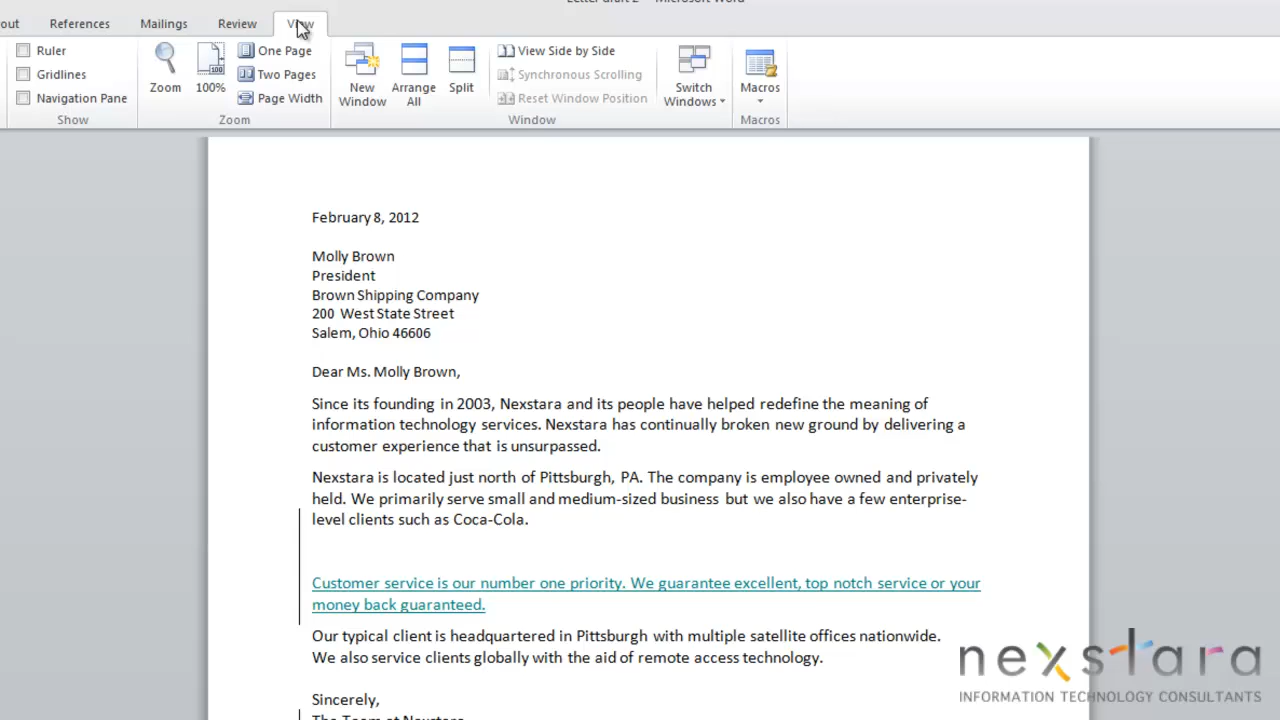 Letter draft 2 - Microsoft Word
out References Mailings Review View
Ruler
Gridlines
Navigation Pane
Show
Zoom
100%
One Page
Two Pages
Page Width
Zoom
New Window
Arrange All
Split
View Side by Side
Synchronous Scrolling
Reset Window Position
Window
Switch Windows
Macros
Macros
February 8, 2012
Molly Brown
President
Brown Shipping Company
200 West State Street
Salem, Ohio 46606
Dear Ms. Molly Brown,
Since its founding in 2003, Nexstara and its people have helped redefine the meaning of
information technology services. Nexstara has continually broken new ground by delivering a
customer experience that is unsurpassed.
Nexstara is located just north of Pittsburgh, PA. The company is employee owned and privately
held. We primarily serve small and medium-sized business but we also have a few enterprise-
level clients such as Coca-Cola.
Customer service is our number one priority. We guarantee excellent, top notch service or your
money back guaranteed.
Our typical client is headquartered in Pittsburgh with multiple satellite offices nationwide.
We also service clients globally with the aid of remote access technology.
Sincerely,
The Team at Nexstara
nexstara
INFORMATION TECHNOLOGY CONSULTANTS